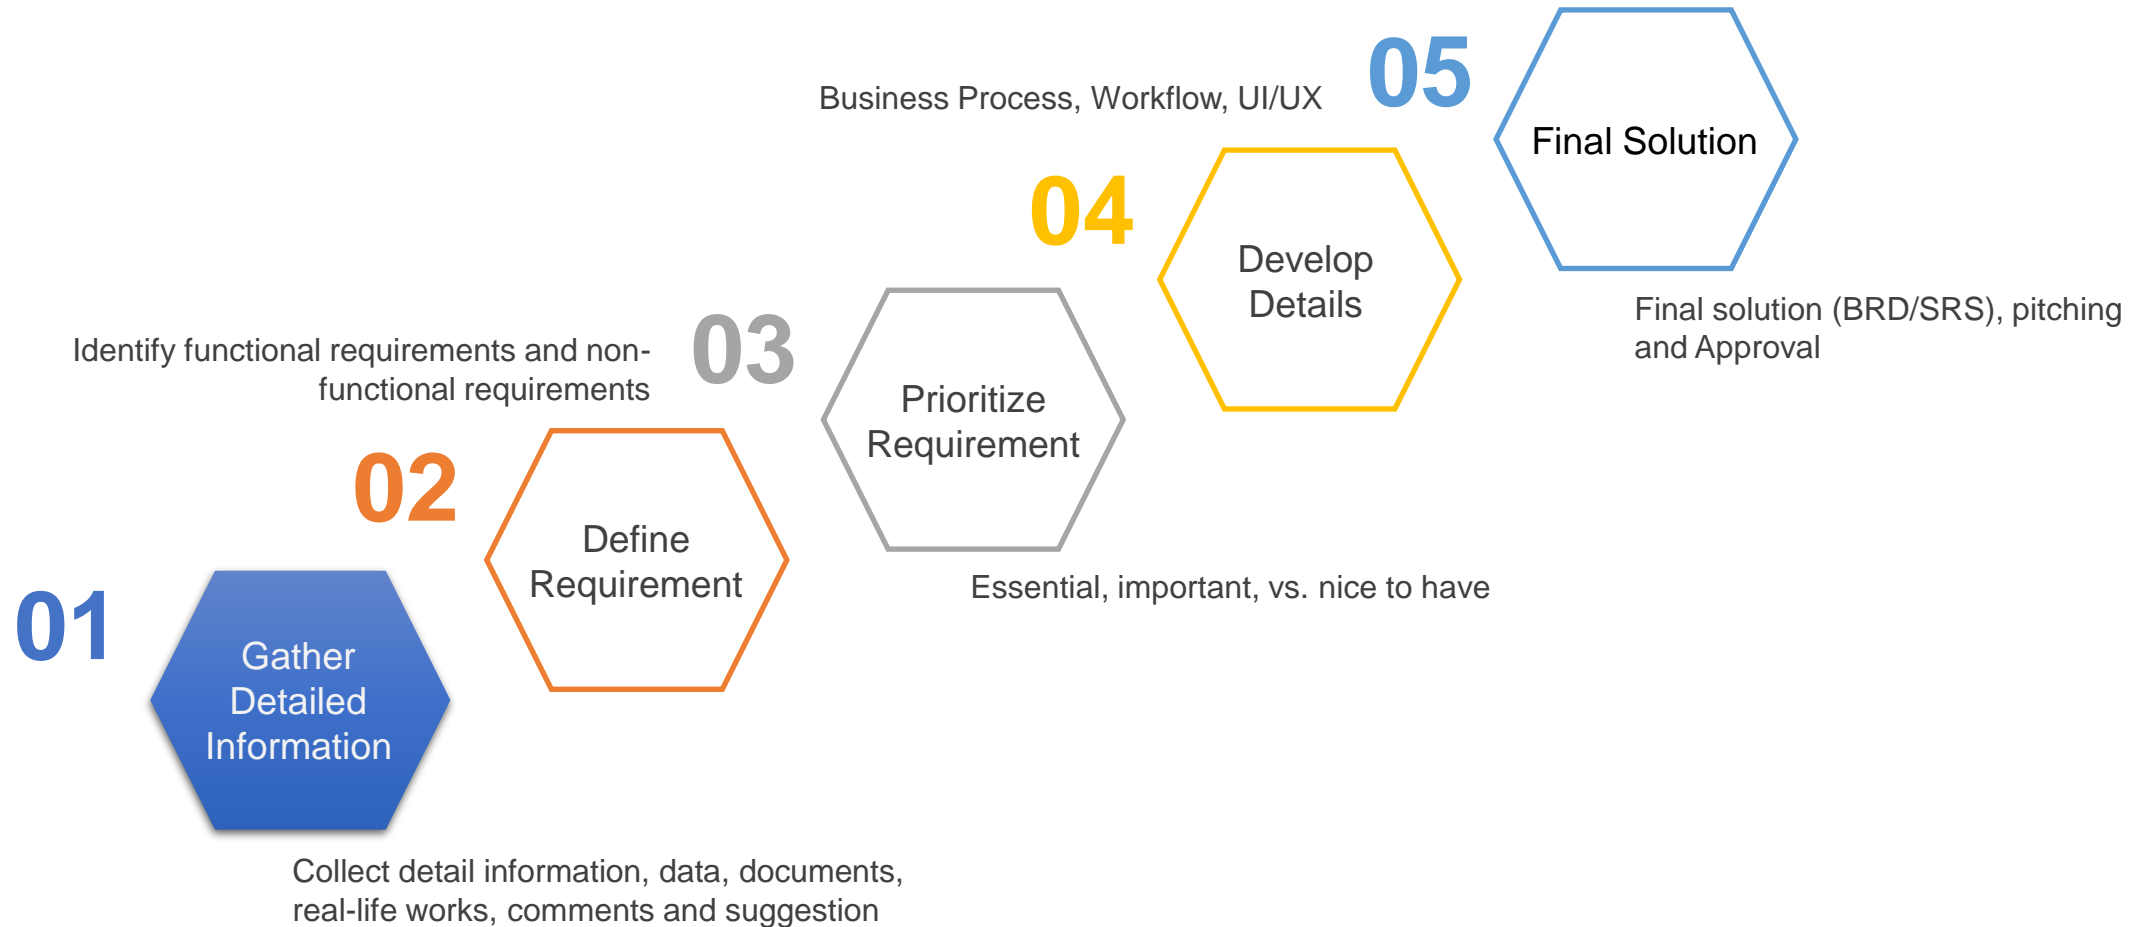 01
Gather
Detailed
Information
Collect detail information, data, documents,
real-life works, comments and suggestion
02
Define
Requirement
Identify functional requirements and non-
functional requirements
03
Prioritize
Requirement
Essential, important, vs. nice to have
04
Develop
Details
Business Process, Workflow, UI/UX
05
Final Solution
Final solution (BRD/SRS), pitching
and Approval